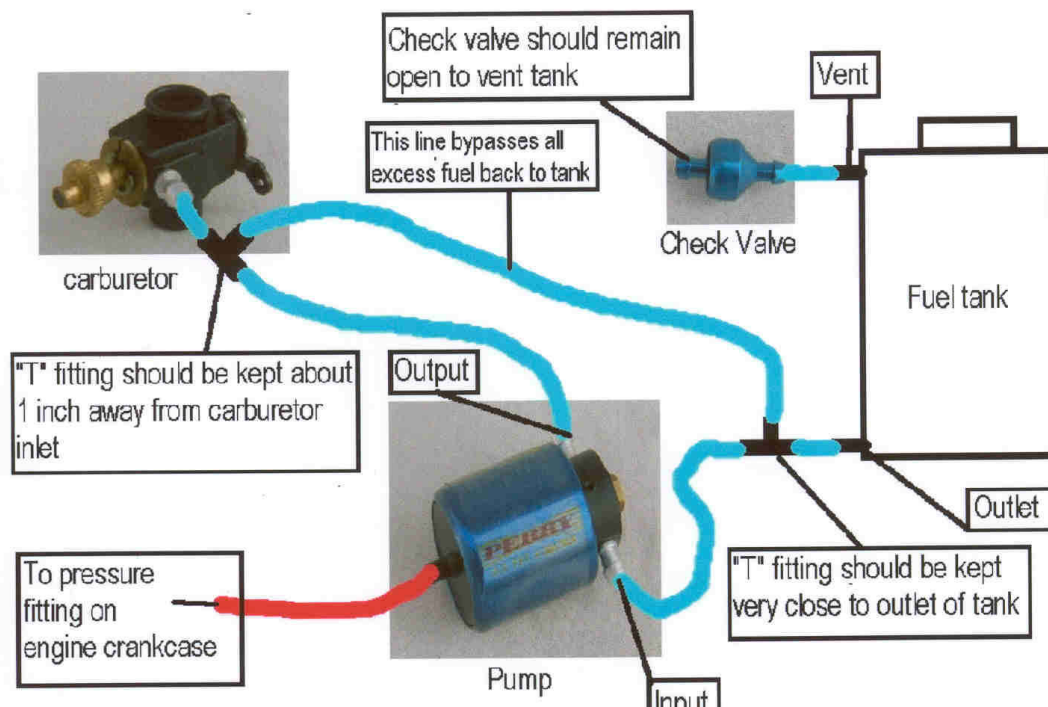 Check valve should remain
open to vent tank
Vent
This line bypasses all
excess fuel back to tank
Check Valve
carburetor
Fuel tank
"T" fitting should be kept about
1 inch away from carburetor
inlet
Output
PERRY
Outlet
"T" fitting should be kept
very close to outlet of tank
To pressure
fitting on
engine crankcase
Pump
Input